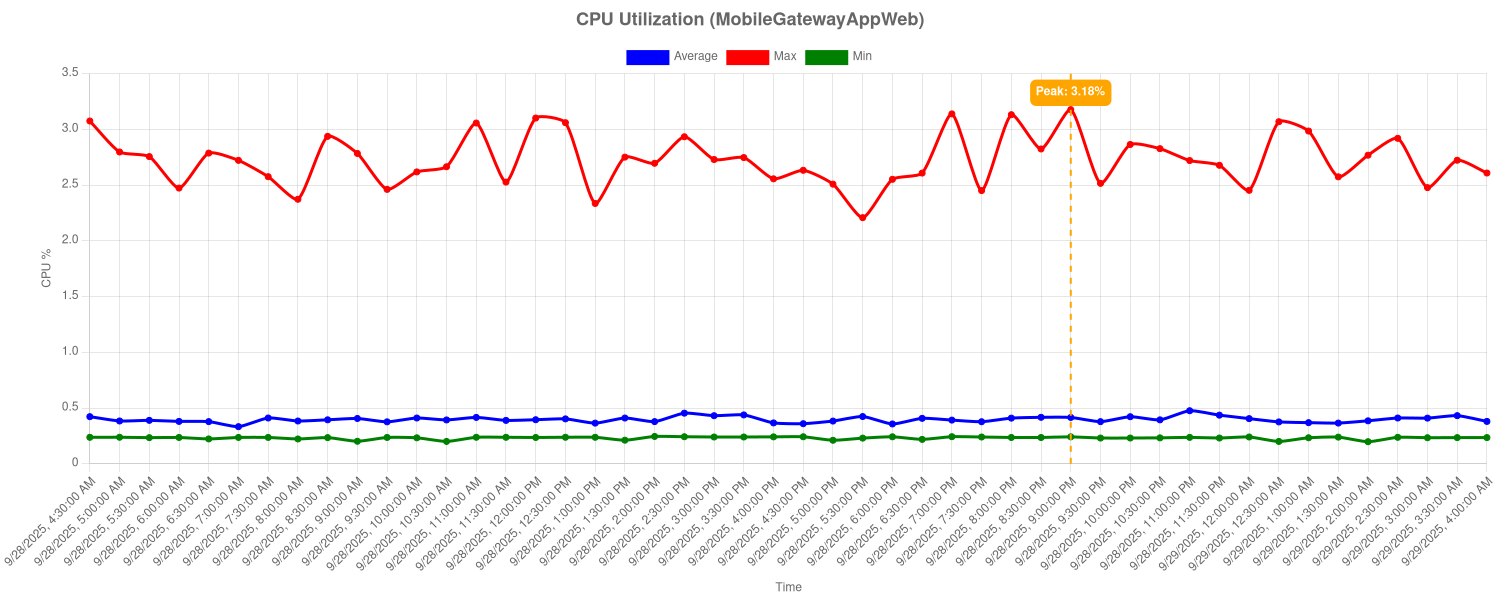 CPU Utilization (MobileGatewayAppWeb)
Average Max Min
Peak: 3.18%
3.5
3.0
2.5
2.0
1.5
1.0
0.5
0
CPU %
9/28/2025, 4:30:00 AM
9/28/2025, 5:00:00 AM
9/28/2025, 5:30:00 AM
9/28/2025, 6:00:00 AM
9/28/2025, 6:30:00 AM
9/28/2025, 7:00:00 AM
9/28/2025, 7:30:00 AM
9/28/2025, 8:00:00 AM
9/28/2025, 8:30:00 AM
9/28/2025, 9:00:00 AM
9/28/2025, 9:30:00 AM
9/28/2025, 10:00:00 AM
9/28/2025, 10:30:00 AM
9/28/2025, 11:00:00 AM
9/28/2025, 11:30:00 AM
9/28/2025, 12:00:00 PM
9/28/2025, 12:30:00 PM
9/28/2025, 1:00:00 PM
9/28/2025, 1:30:00 PM
9/28/2025, 2:00:00 PM
9/28/2025, 2:30:00 PM
9/28/2025, 3:00:00 PM
9/28/2025, 3:30:00 PM
9/28/2025, 4:00:00 PM
9/28/2025, 4:30:00 PM
9/28/2025, 5:00:00 PM
9/28/2025, 5:30:00 PM
9/28/2025, 6:00:00 PM
9/28/2025, 6:30:00 PM
9/28/2025, 7:00:00 PM
9/28/2025, 7:30:00 PM
9/28/2025, 8:00:00 PM
9/28/2025, 8:30:00 PM
9/28/2025, 9:00:00 PM
9/28/2025, 9:30:00 PM
9/28/2025, 10:00:00 PM
9/28/2025, 10:30:00 PM
9/28/2025, 11:00:00 PM
9/28/2025, 11:30:00 PM
9/29/2025, 12:00:00 AM
9/29/2025, 12:30:00 AM
9/29/2025, 1:00:00 AM
9/29/2025, 1:30:00 AM
9/29/2025, 2:00:00 AM
9/29/2025, 2:30:00 AM
9/29/2025, 3:00:00 AM
9/29/2025, 3:30:00 AM
9/29/2025, 4:00:00 AM
Time